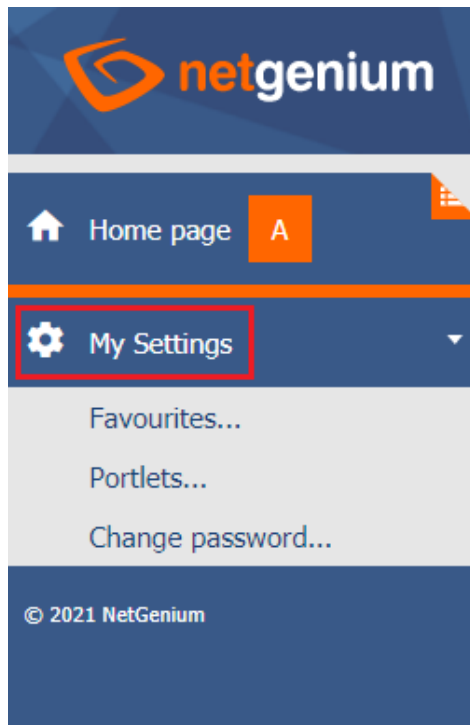 netgenium
Home page A
My Settings
Favourites...
Portlets...
Change password...
© 2021 NetGenium